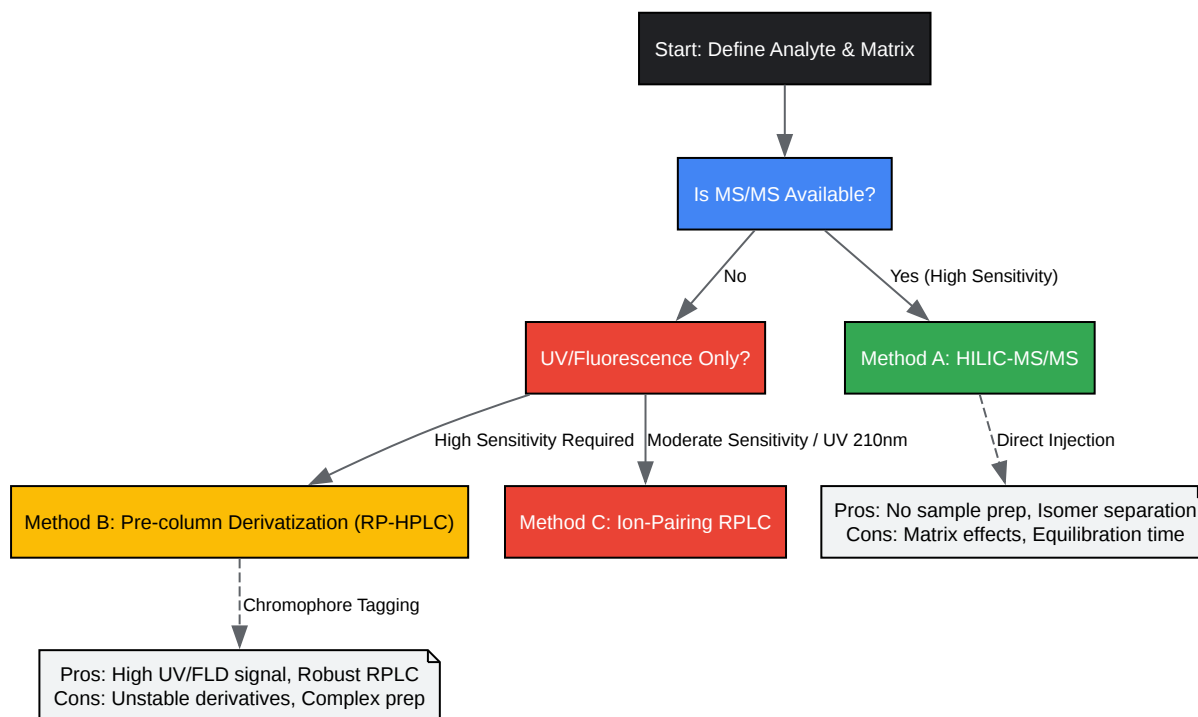 Start: Define Analyte & Matrix
Is MS/MS Available?
No
Yes (High Sensitivity)
UV/Fluorescence Only?
Method A: HILIC-MS/MS
High Sensitivity Required
Moderate Sensitivity / UV 210nm
Direct Injection
Method B: Pre-column Derivatization (RP-HPLC)
Method C: Ion-Pairing RPLC
Pros: No sample prep, Isomer separation
Cons: Matrix effects, Equilibration time
Chromophore Tagging
Pros: High UV/FLD signal, Robust RPLC
Cons: Unstable derivatives, Complex prep